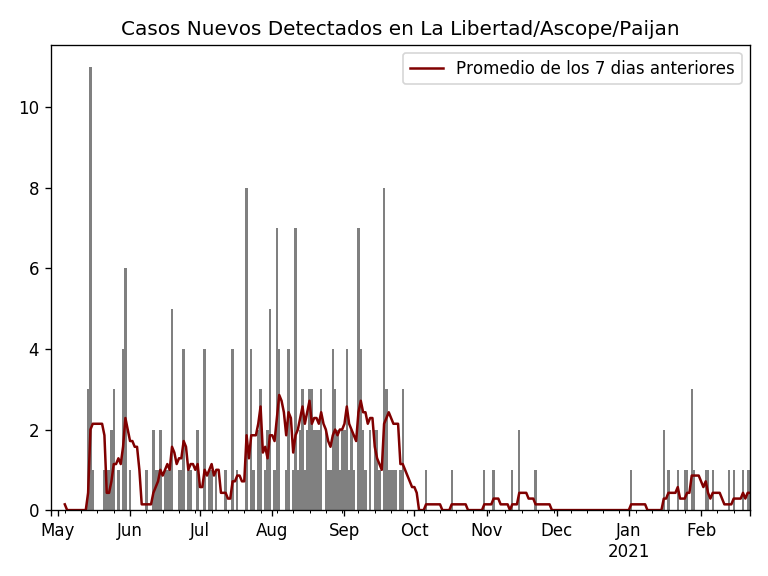 Casos Nuevos Detectados en La Libertad/Ascope/Paijan
Promedio de los 7 dias anteriores
10
8
6
4
2
0
May Jun Jul Aug Sep Oct Nov Dec Jan Feb
2021